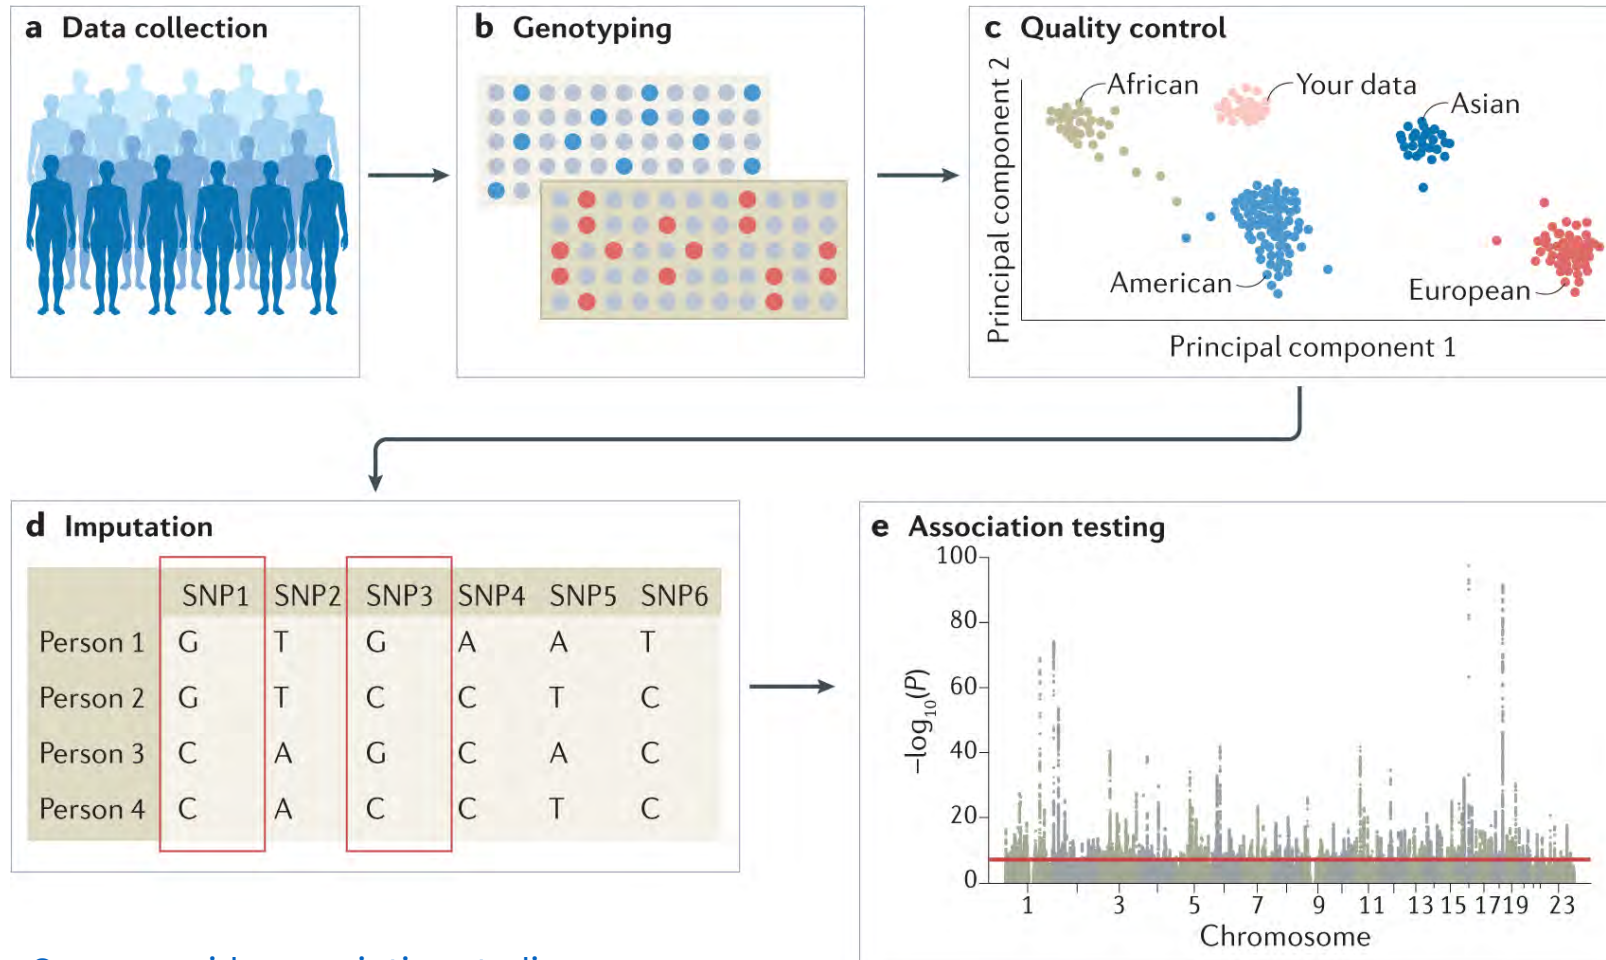 a Data collection
b Genotyping
c Quality control
African
Your data
Asian
American
European
Principal component 2
Principal component 1
d Imputation
SNP1 SNP2 SNP3 SNP4 SNP5 SNP6
Person 1 G T G A A T
Person 2 G T C C T C
Person 3 C A G C A C
Person 4 C A C C T C
e Association testing
100
80
60
40
20
0
–log10(P)
1 3 5 7 9 11 13 15 17 19 23
Chromosome